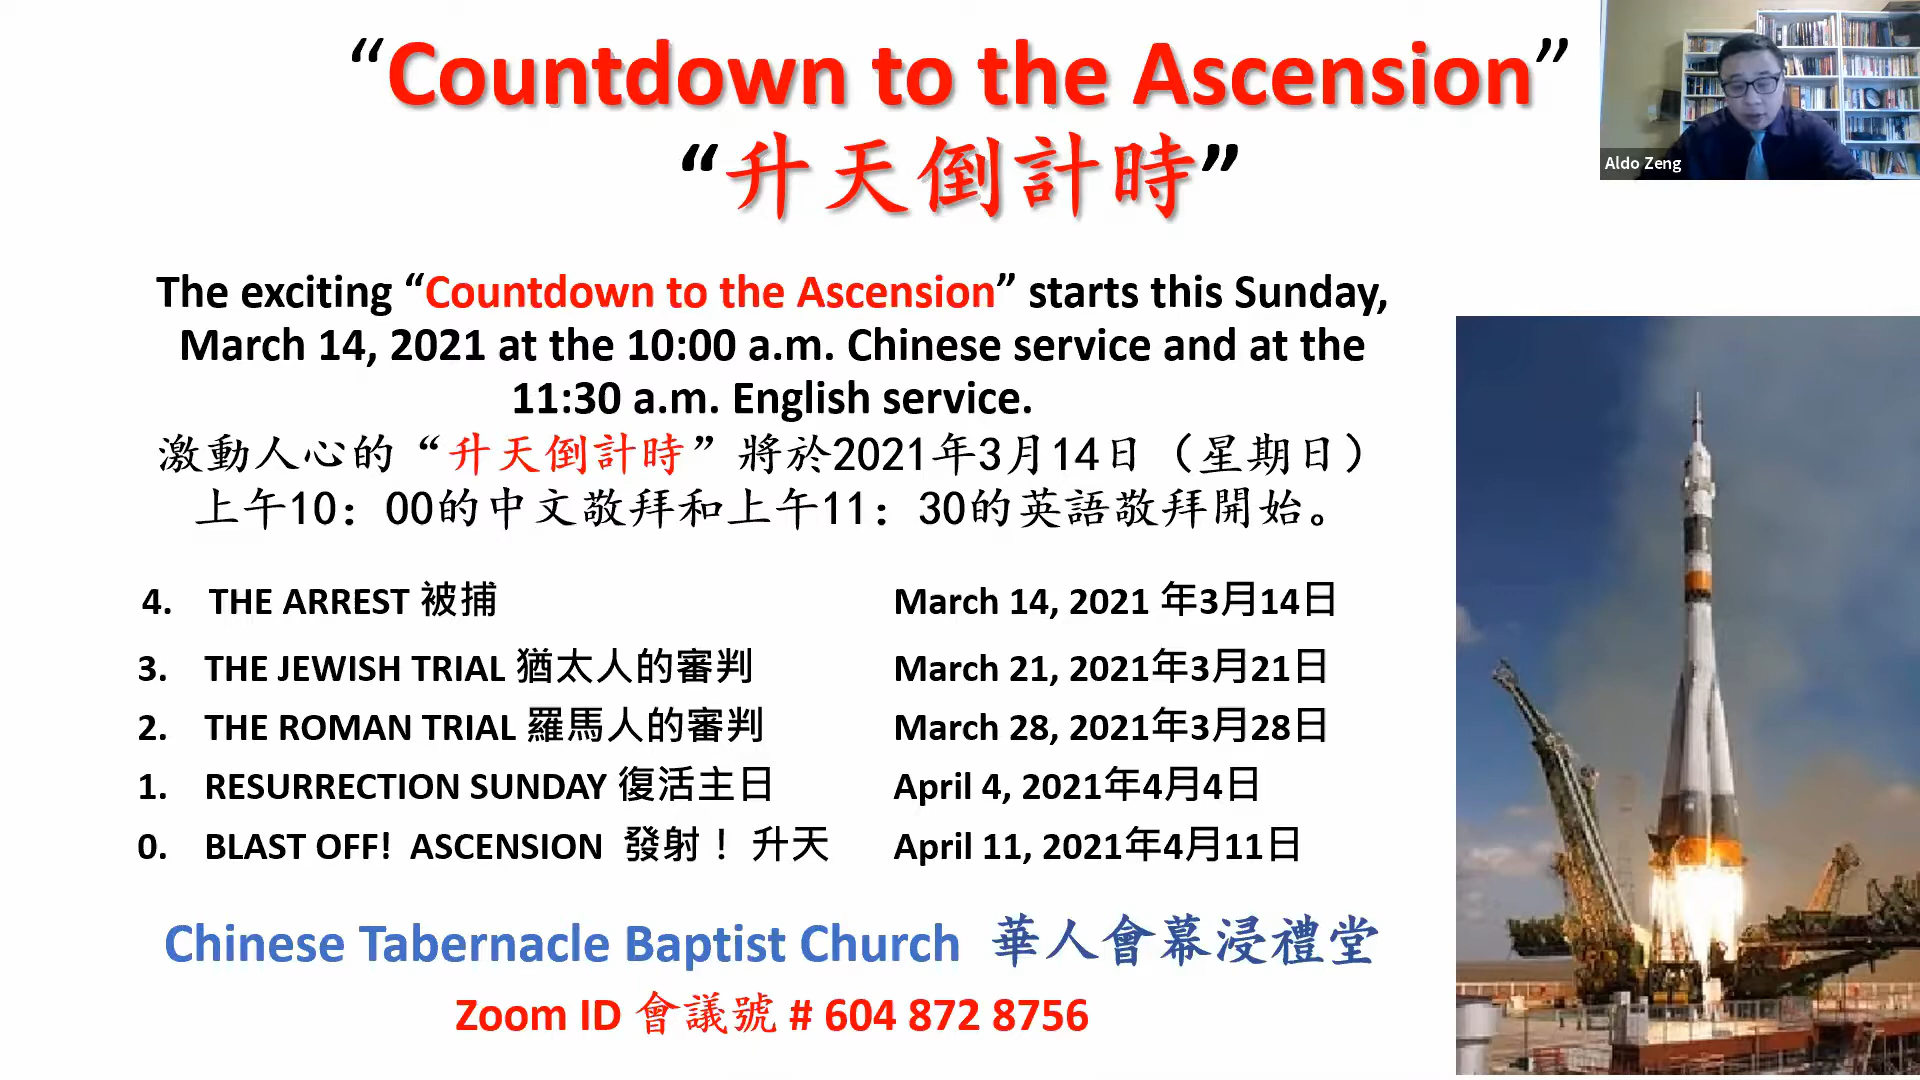 “Countdown to the Ascension”
“升天倒計時”
Aldo Zeng
The exciting “Countdown to the Ascension” starts this Sunday,
March 14, 2021 at the 10:00 a.m. Chinese service and at the
11:30 a.m. English service.
激動人心的“升天倒計時”將於2021年3月14日（星期日）
上午10：00的中文敬拜和上午11：30的英語敬拜開始。
4. THE ARREST 被捕 March 14, 2021 年3月14日
3. THE JEWISH TRIAL 猶太人的審判 March 21, 2021年3月21日
2. THE ROMAN TRIAL 羅馬人的審判 March 28, 2021年3月28日
1. RESURRECTION SUNDAY 復活主日 April 4, 2021年4月4日
0. BLAST OFF! ASCENSION 發射！ 升天 April 11, 2021年4月11日
Chinese Tabernacle Baptist Church 華人會幕浸禮堂
Zoom ID 會議號 # 604 872 8756